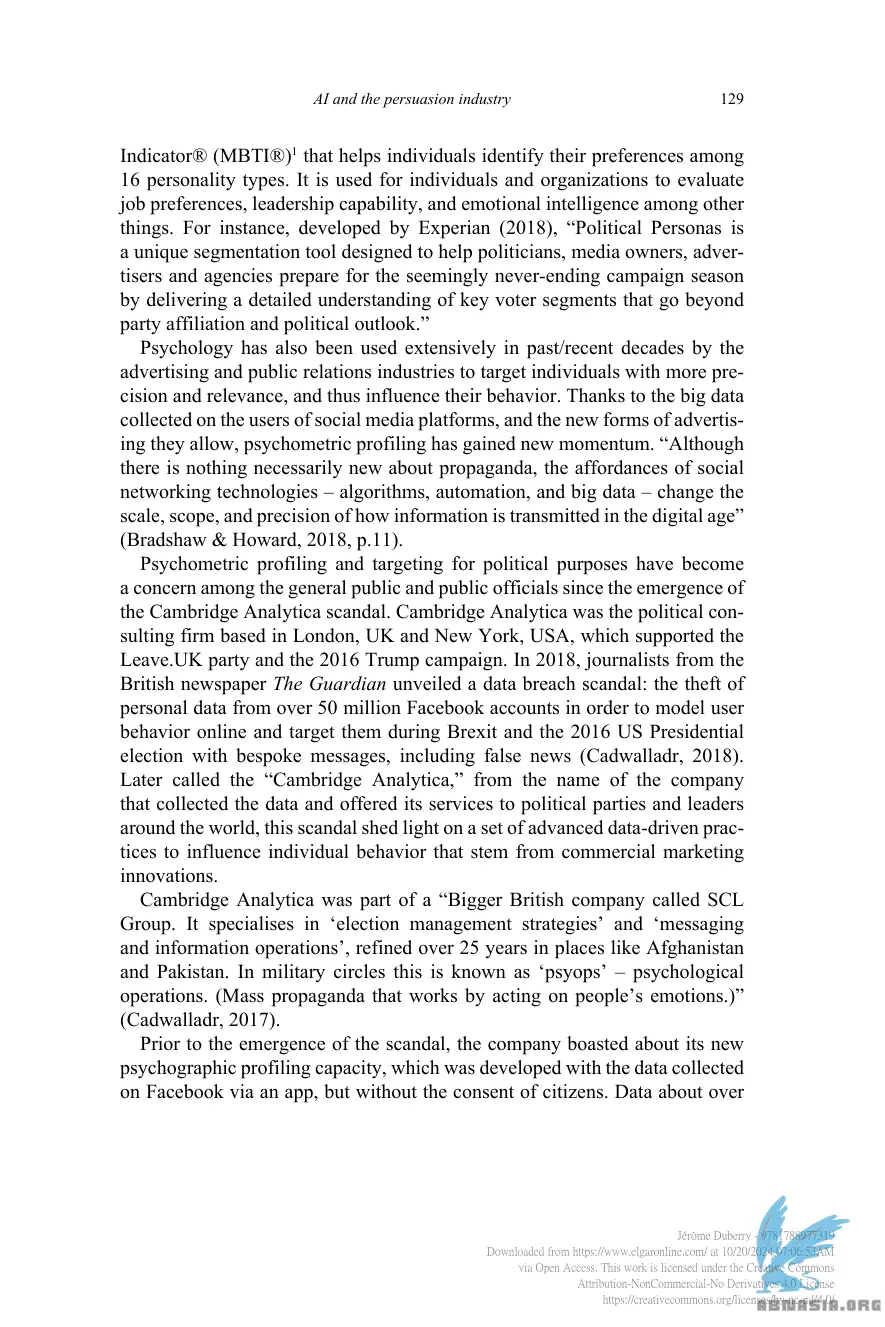 AI and the persuasion industry 129
Indicator® (MBTI®)1 that helps individuals identify their preferences among
16 personality types. It is used for individuals and organizations to evaluate
job preferences, leadership capability, and emotional intelligence among other
things. For instance, developed by Experian (2018), “Political Personas is
a unique segmentation tool designed to help politicians, media owners, adver-
tisers and agencies prepare for the seemingly never-ending campaign season
by delivering a detailed understanding of key voter segments that go beyond
party affiliation and political outlook.”
Psychology has also been used extensively in past/recent decades by the
advertising and public relations industries to target individuals with more pre-
cision and relevance, and thus influence their behavior. Thanks to the big data
collected on the users of social media platforms, and the new forms of advertis-
ing they allow, psychometric profiling has gained new momentum. “Although
there is nothing necessarily new about propaganda, the affordances of social
networking technologies – algorithms, automation, and big data – change the
scale, scope, and precision of how information is transmitted in the digital age”
(Bradshaw & Howard, 2018, p.11).
Psychometric profiling and targeting for political purposes have become
a concern among the general public and public officials since the emergence of
the Cambridge Analytica scandal. Cambridge Analytica was the political con-
sulting firm based in London, UK and New York, USA, which supported the
Leave.UK party and the 2016 Trump campaign. In 2018, journalists from the
British newspaper The Guardian unveiled a data breach scandal: the theft of
personal data from over 50 million Facebook accounts in order to model user
behavior online and target them during Brexit and the 2016 US Presidential
election with bespoke messages, including false news (Cadwalladr, 2018).
Later called the “Cambridge Analytica,” from the name of the company
that collected the data and offered its services to political parties and leaders
around the world, this scandal shed light on a set of advanced data-driven prac-
tices to influence individual behavior that stem from commercial marketing
innovations.
Cambridge Analytica was part of a “Bigger British company called SCL
Group. It specialises in ‘election management strategies’ and ‘messaging
and information operations’, refined over 25 years in places like Afghanistan
and Pakistan. In military circles this is known as ‘psyops’ – psychological
operations. (Mass propaganda that works by acting on people’s emotions.)”
(Cadwalladr, 2017).
Prior to the emergence of the scandal, the company boasted about its new
psychographic profiling capacity, which was developed with the data collected
on Facebook via an app, but without the consent of citizens. Data about over
Jérôme Duberry - 9781788977319
Downloaded from https://www.elgaronline.com/ at 10/20/2024 07:06:53AM
via Open Access. This work is licensed under the Creative Commons
Attribution-NonCommercial-No Derivatives 4.0 License
https://creativecommons.org/licenses/by-nc-nd/4.0/
ABTNASIA.ORG